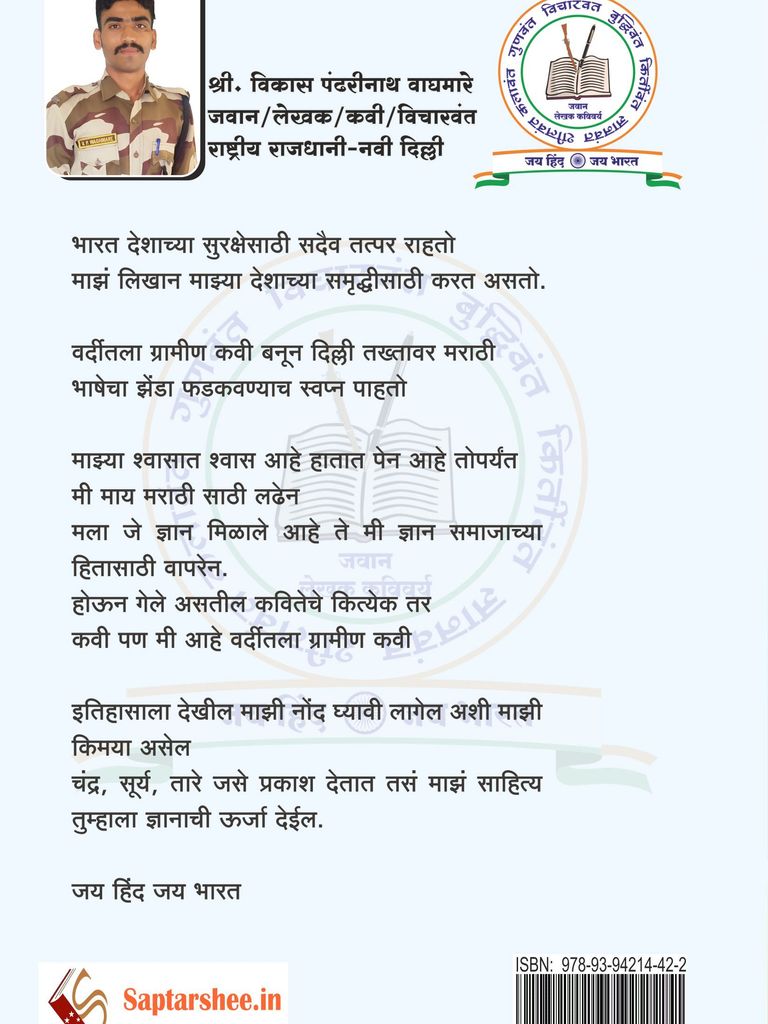 श्री. विकास पंढरीनाथ वाघमारे
जवान/लेखक/कवी/विचारवंत
राष्ट्रीय राजधानी-नवी दिल्ली
गुणवंत विचारवंत बुद्धिवंत किर्तीवंत ज्ञानवंत शीलवंत कलावंत
जवान
लेखक कविवर्य
जय हिंद जय भारत
भारत देशाच्या सुरक्षेसाठी सदैव तत्पर राहतो
माझं लिखान माझ्या देशाच्या समृद्धीसाठी करत असतो.
वर्दीतला ग्रामीण कवी बनून दिल्ली तख्तावर मराठी
भाषेचा झेंडा फडकवण्याच स्वप्न पाहतो
माझ्या श्वासात श्वास आहे हातात पेन आहे तोपर्यंत
मी माय मराठी साठी लढेन
मला जे ज्ञान मिळाले आहे ते मी ज्ञान समाजाच्या
हितासाठी वापरेन.
होऊन गेले असतील कवितेचे कित्येक तर
कवी पण मी आहे वर्दीतला ग्रामीण कवी
इतिहासाला देखील माझी नोंद घ्यावी लागेल अशी माझी
किमया असेल
चंद्र, सूर्य, तारे जसे प्रकाश देतात तसं माझं साहित्य
तुम्हाला ज्ञानाची ऊर्जा देईल.
जय हिंद जय भारत
Saptarshee.in
ISBN: 978-93-94214-42-2